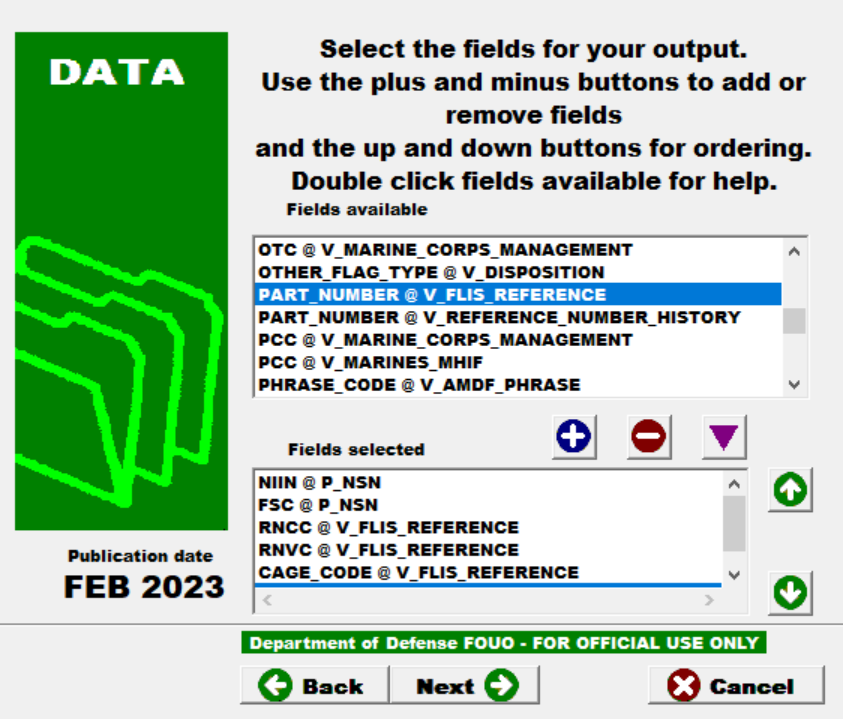 DATA
Select the fields for your output.
Use the plus and minus buttons to add or
remove fields
and the up and down buttons for ordering.
Double click fields available for help.
Fields available
OTC @ V_MARINE_CORPS_MANAGEMENT
OTHER_FLAG_TYPE @ V_DISPOSITION
PART_NUMBER @ V_FLIS_REFERENCE
PART_NUMBER @ V_REFERENCE_NUMBER_HISTORY
PCC @ V_MARINE_CORPS_MANAGEMENT
PCC @ V_MARINES_MHIF
PHRASE_CODE @ V_AMDF_PHRASE
Fields selected
NIIN @ P_NSN
FSC @ P_NSN
RNCC @ V_FLIS_REFERENCE
RNVC @ V_FLIS_REFERENCE
CAGE_CODE @ V_FLIS_REFERENCE
Publication date
FEB 2023
Department of Defense FOUO - FOR OFFICIAL USE ONLY
Back
Next
Cancel